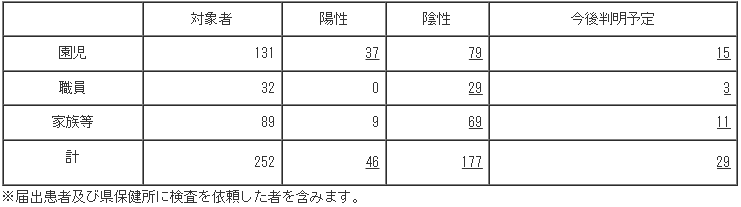 対象者 陽性 陰性 今後判明予定
園児 131 37 79 15
職員 32 0 29 3
家族等 89 9 69 11
計 252 46 177 29
※届出患者及び県保健所に検査を依頼した者を含みます。